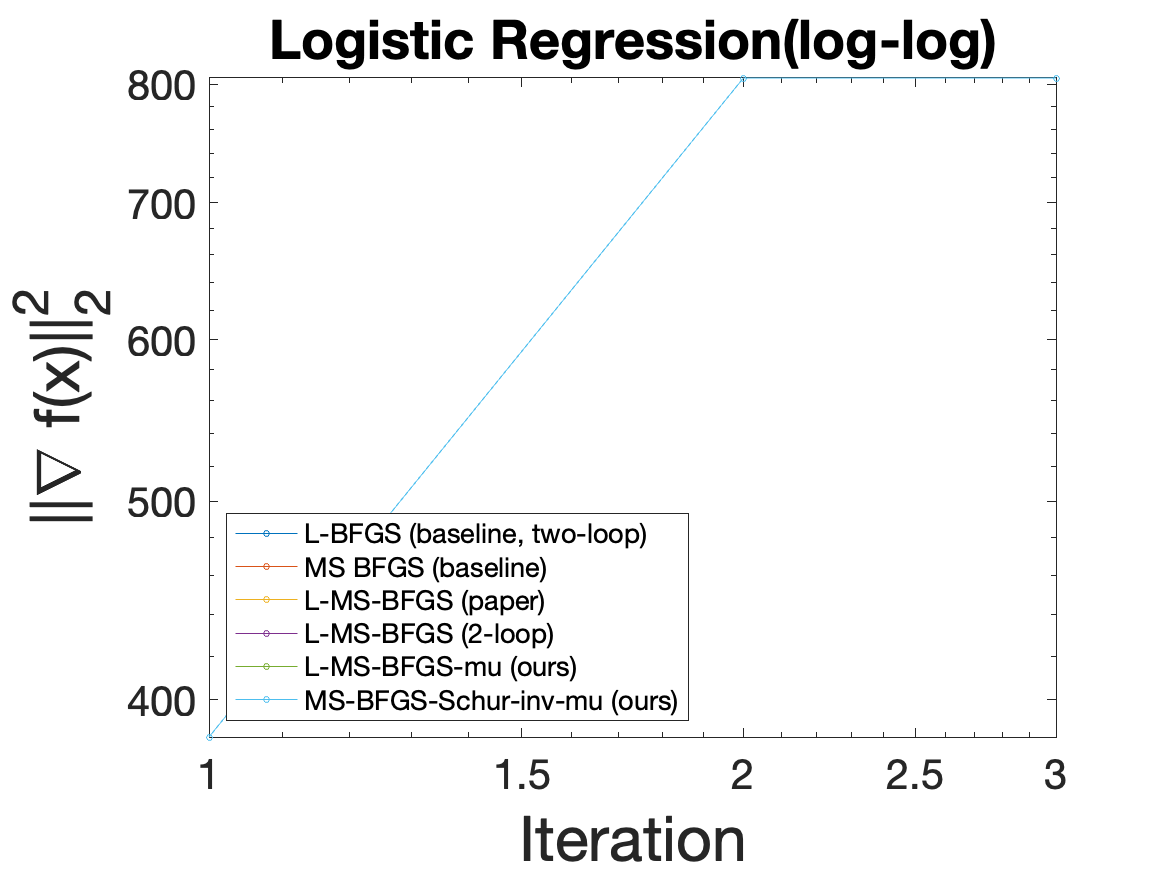 Logistic Regression(log-log)
800
700
600
500
400
||∇ f(x)||₂²
L-BFGS (baseline, two-loop)
MS BFGS (baseline)
L-MS-BFGS (paper)
L-MS-BFGS (2-loop)
L-MS-BFGS-mu (ours)
MS-BFGS-Schur-inv-mu (ours)
1 1.5 2 2.5 3
Iteration